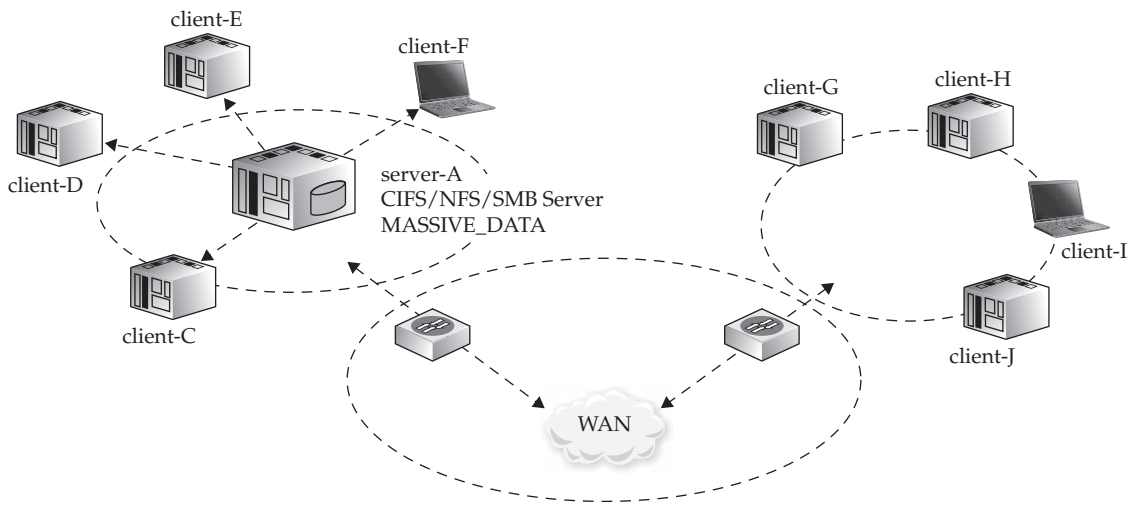 client-E
client-F
client-H
client-G
client-D
server-A
CIFS/NFS/SMB Server
MASSIVE_DATA
client-I
client-C
client-J
WAN